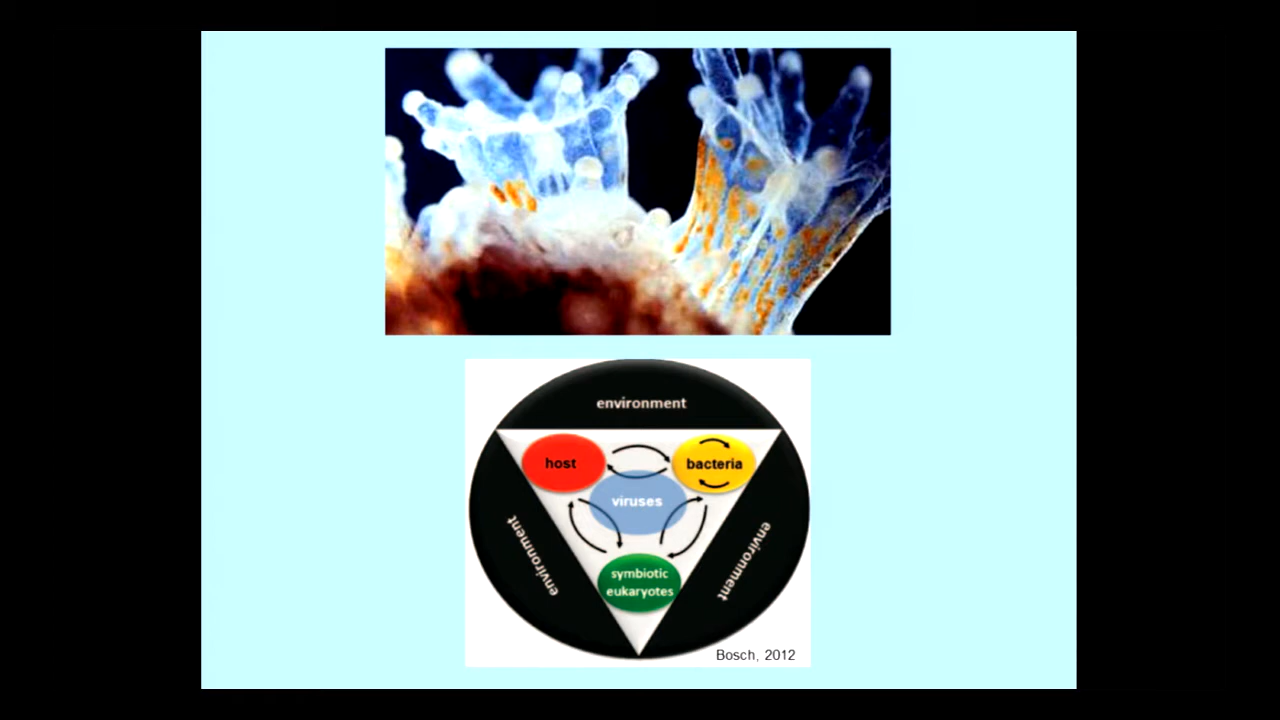 environment
host
bacteria
viruses
environment
environment
symbiotic
eukaryotes
Bosch, 2012